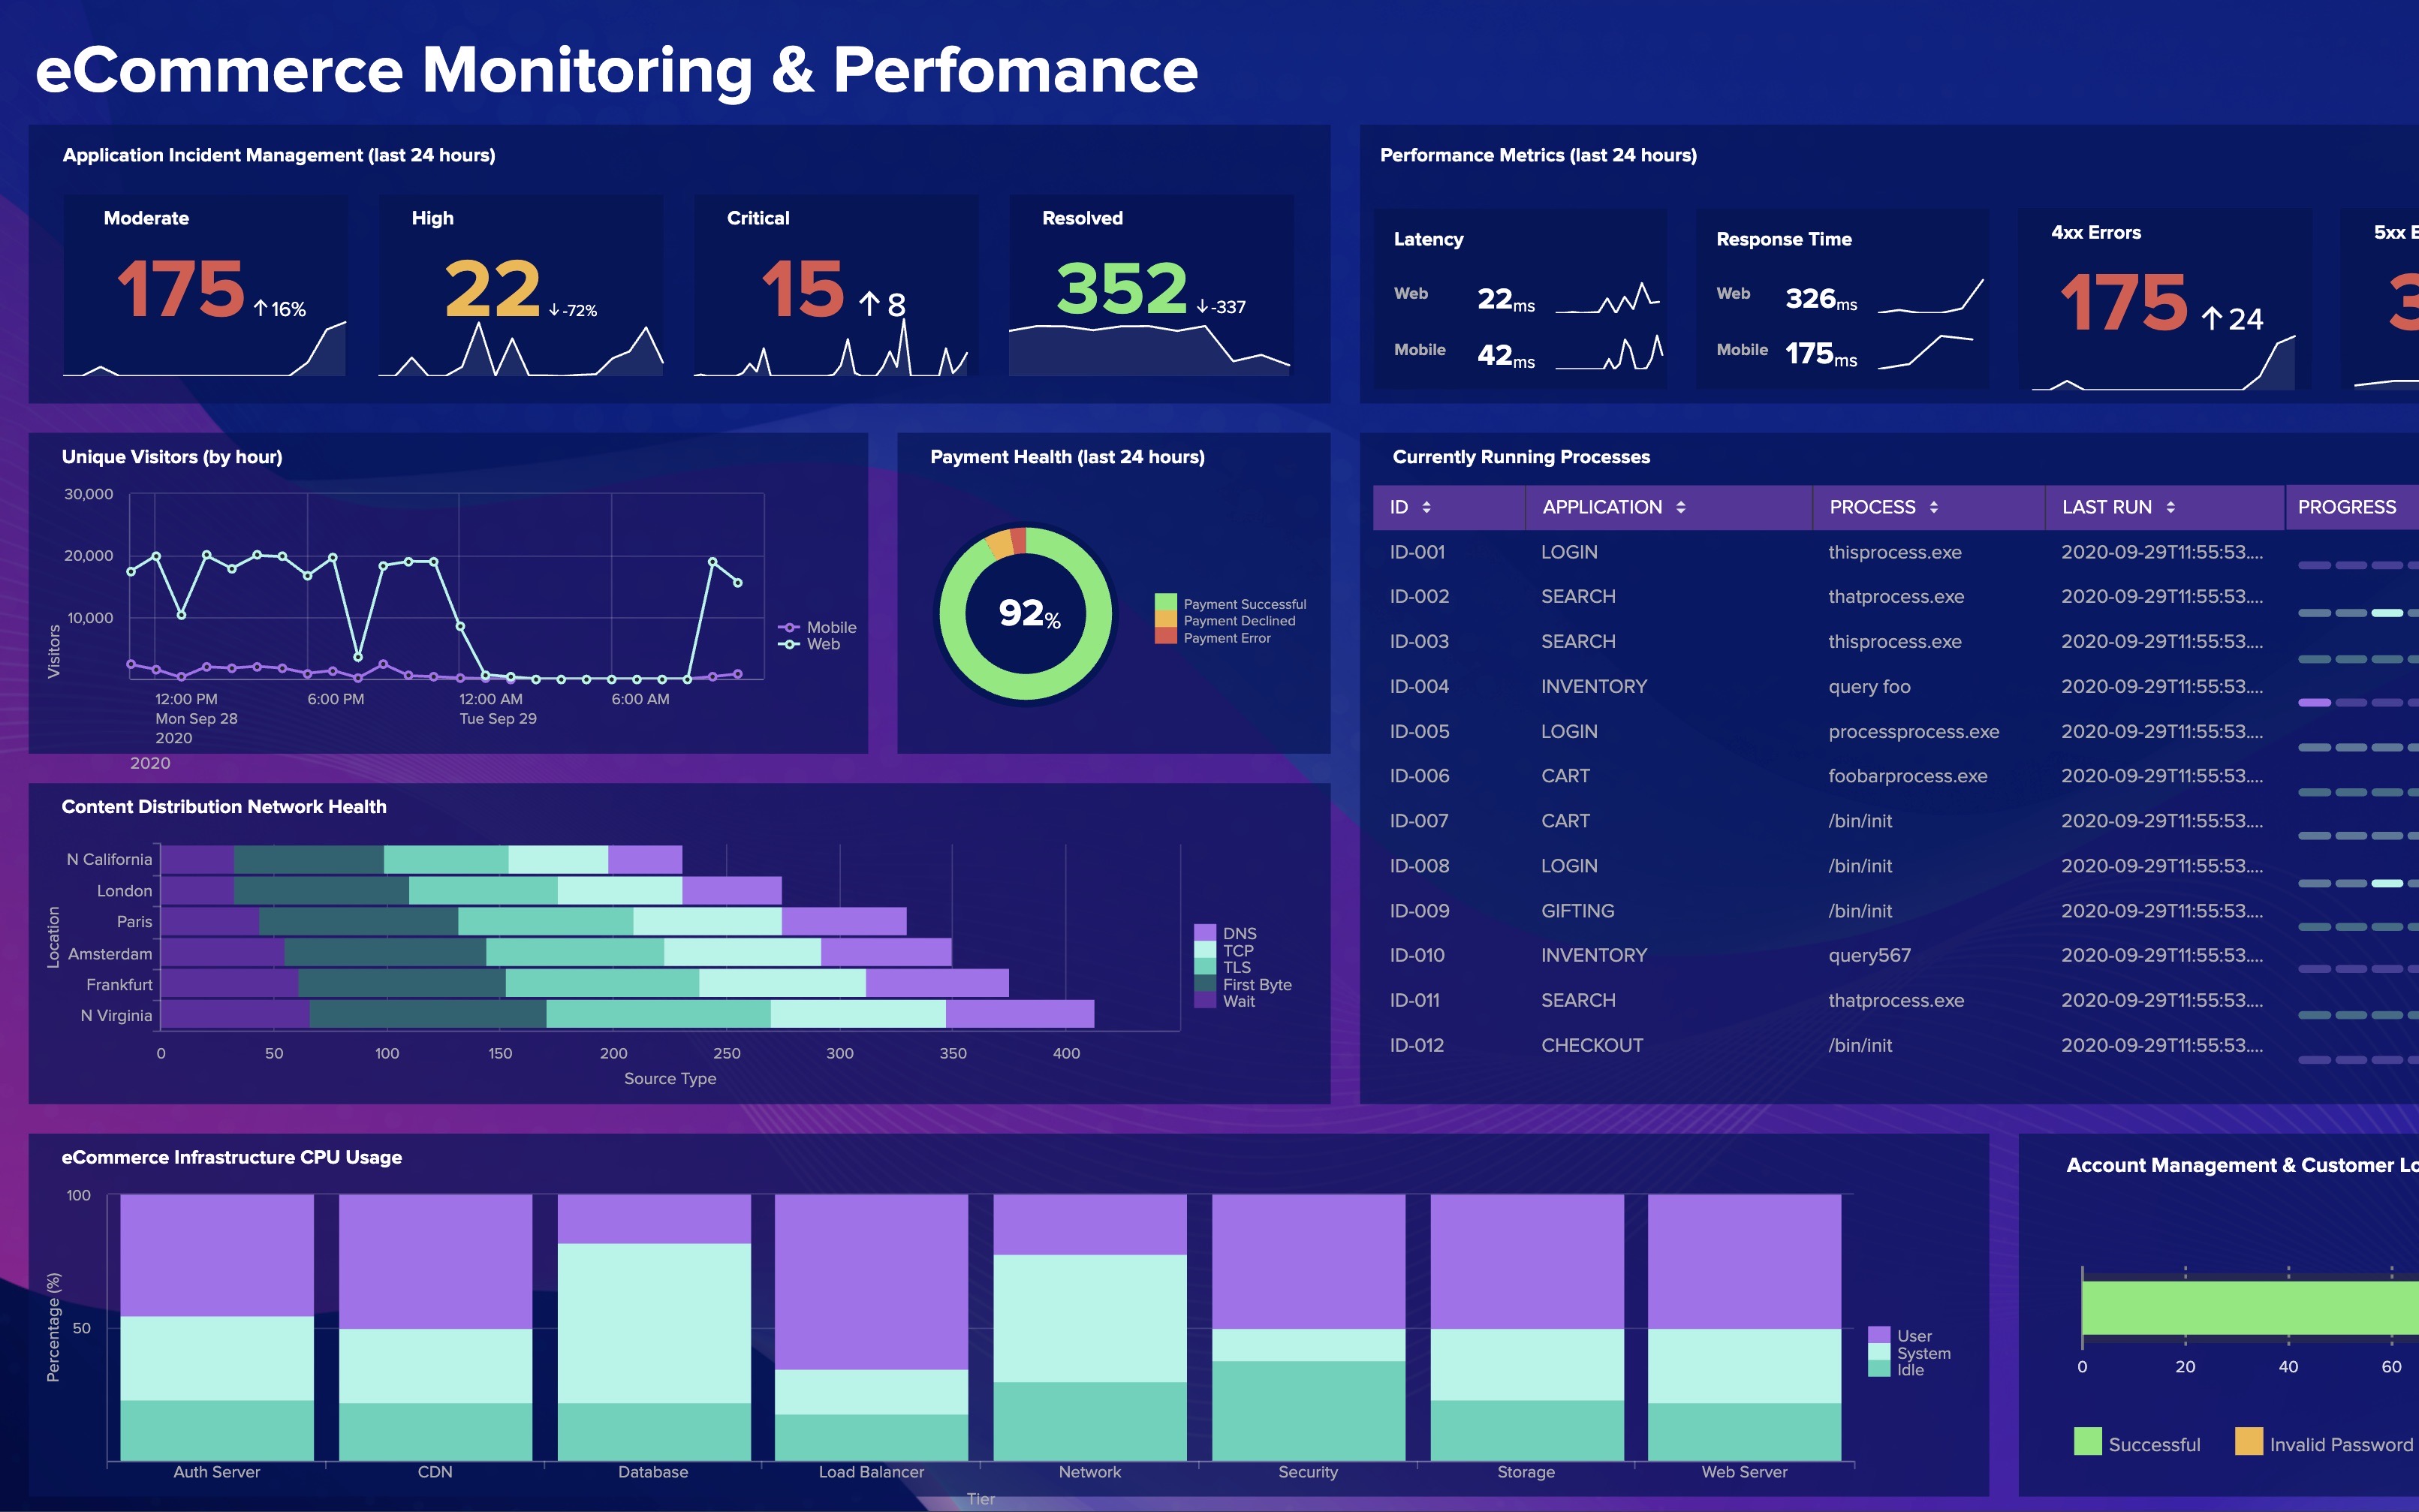 eCommerce Monitoring & Perfomance
Application Incident Management (last 24 hours)
Moderate
175 ↑16%
High
22 ↓-72%
Critical
15 ↑8
Resolved
352 ↓-337
Performance Metrics (last 24 hours)
Latency
Web 22ms
Mobile 42ms
Response Time
Web 326ms
Mobile 175ms
4xx Errors
175 ↑24
5xx E
3
Unique Visitors (by hour)
30,000
20,000
10,000
Visitors
12:00 PM
Mon Sep 28
2020
6:00 PM
12:00 AM
Tue Sep 29
6:00 AM
2020
Mobile
Web
Payment Health (last 24 hours)
92%
Payment Successful
Payment Declined
Payment Error
Currently Running Processes
ID APPLICATION PROCESS LAST RUN PROGRESS
ID-001 LOGIN thisprocess.exe 2020-09-29T11:55:53....
ID-002 SEARCH thatprocess.exe 2020-09-29T11:55:53....
ID-003 SEARCH thisprocess.exe 2020-09-29T11:55:53....
ID-004 INVENTORY query foo 2020-09-29T11:55:53....
ID-005 LOGIN processprocess.exe 2020-09-29T11:55:53....
ID-006 CART foobarprocess.exe 2020-09-29T11:55:53....
ID-007 CART /bin/init 2020-09-29T11:55:53....
ID-008 LOGIN /bin/init 2020-09-29T11:55:53....
ID-009 GIFTING /bin/init 2020-09-29T11:55:53....
ID-010 INVENTORY query567 2020-09-29T11:55:53....
ID-011 SEARCH thatprocess.exe 2020-09-29T11:55:53....
ID-012 CHECKOUT /bin/init 2020-09-29T11:55:53....
Content Distribution Network Health
Location
N California
London
Paris
Amsterdam
Frankfurt
N Virginia
0 50 100 150 200 250 300 350 400
Source Type
DNS
TCP
TLS
First Byte
Wait
eCommerce Infrastructure CPU Usage
100
50
Percentage (%)
Auth Server CDN Database Load Balancer Network Security Storage Web Server
Tier
User
System
Idle
Account Management & Customer Lo
0 20 40 60
Successful Invalid Password